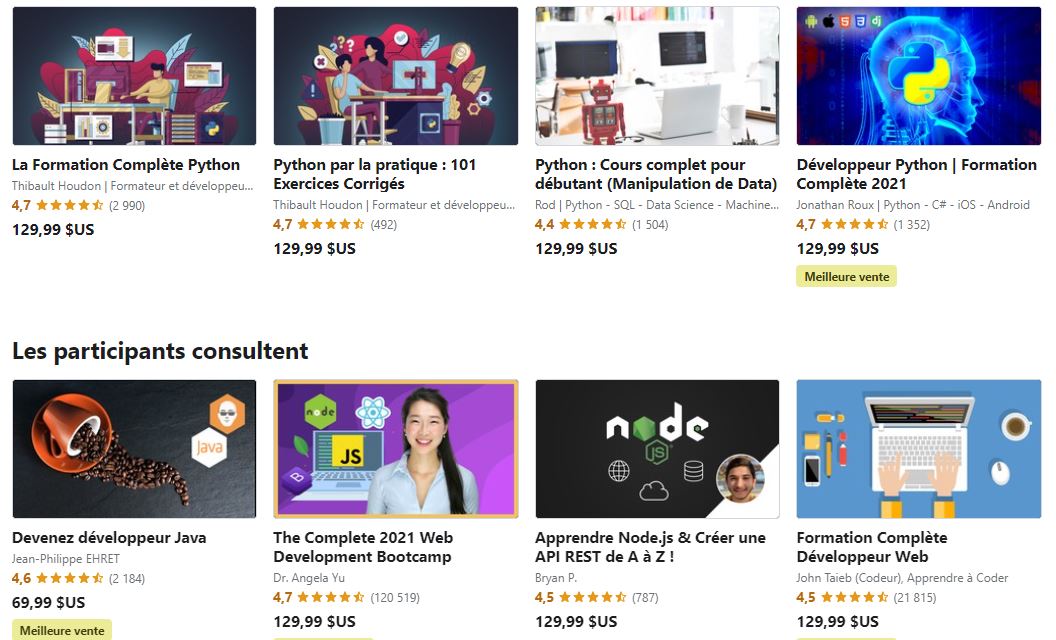 La Formation Complète Python
Thibault Houdon | Formateur et développeu...
4,7 (2 990)
129,99 $US
Python par la pratique : 101
Exercices Corrigés
Thibault Houdon | Formateur et développeu...
4,7 (492)
129,99 $US
Python : Cours complet pour
débutant (Manipulation de Data)
Rod | Python - SQL - Data Science - Machine...
4,4 (1 504)
129,99 $US
dj
Développeur Python | Formation
Complète 2021
Jonathan Roux | Python - C# - iOS - Android
4,7 (1 352)
129,99 $US
Meilleure vente
Les participants consultent
Java
Devenez développeur Java
Jean-Philippe EHRET
4,6 (2 184)
69,99 $US
Meilleure vente
node
JS
B
The Complete 2021 Web
Development Bootcamp
Dr. Angela Yu
4,7 (120 519)
129,99 $US
node
JS
Apprendre Node.js & Créer une
API REST de A à Z !
Bryan P.
4,5 (787)
129,99 $US
Formation Complète
Développeur Web
John Taieb (Codeur), Apprendre à Coder
4,5 (21 815)
129,99 $US